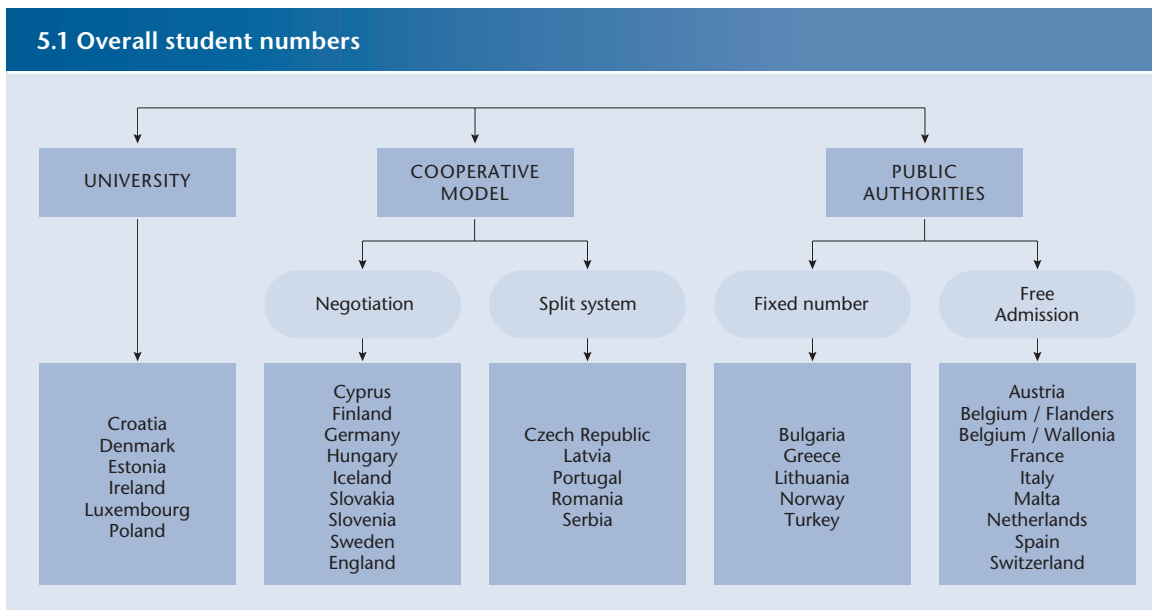 5.1 Overall student numbers
UNIVERSITY
COOPERATIVE
MODEL
PUBLIC
AUTHORITIES
Negotiation
Split system
Fixed number
Free
Admission
Croatia
Denmark
Estonia
Ireland
Luxembourg
Poland
Cyprus
Finland
Germany
Hungary
Iceland
Slovakia
Slovenia
Sweden
England
Czech Republic
Latvia
Portugal
Romania
Serbia
Bulgaria
Greece
Lithuania
Norway
Turkey
Austria
Belgium / Flanders
Belgium / Wallonia
France
Italy
Malta
Netherlands
Spain
Switzerland